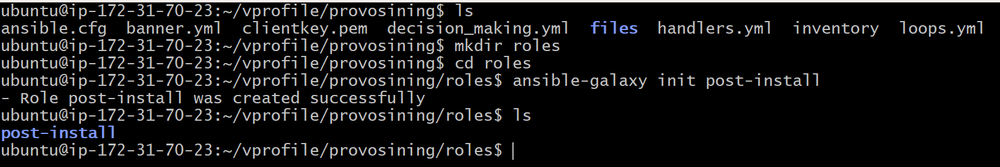 ubuntu@ip-172-31-70-23:~/vprofile/provosining$ ls
ansible.cfg  banner.yml  clientkey.pem  decision_making.yml  files  handlers.yml  inventory  loops.yml
ubuntu@ip-172-31-70-23:~/vprofile/provosining$ mkdir roles
ubuntu@ip-172-31-70-23:~/vprofile/provosining$ cd roles
ubuntu@ip-172-31-70-23:~/vprofile/provosining/roles$ ansible-galaxy init post-install
- Role post-install was created successfully
ubuntu@ip-172-31-70-23:~/vprofile/provosining/roles$ ls
post-install
ubuntu@ip-172-31-70-23:~/vprofile/provosining/roles$